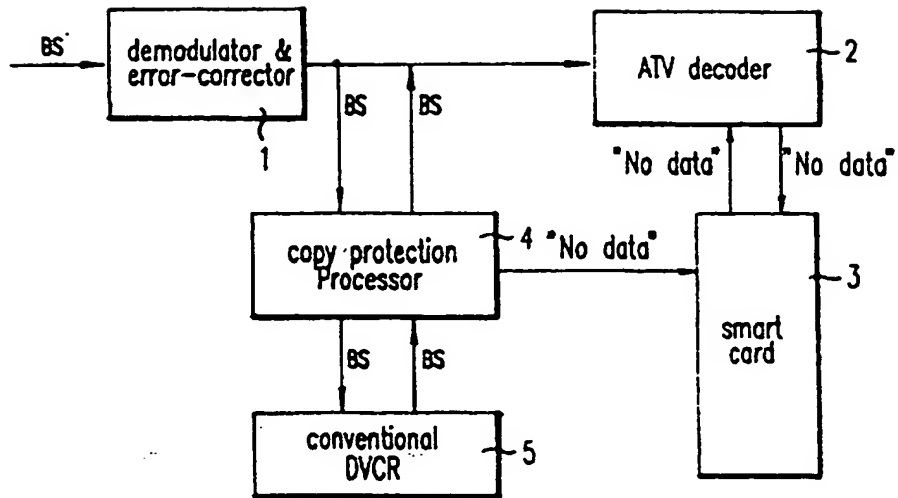 BS'
demodulator &
error-corrector
1
BS
BS
ATV decoder
2
"No data"
"No data"
copy protection
Processor
4
"No data"
smart
card
3
BS
BS
conventional
DVCR
5